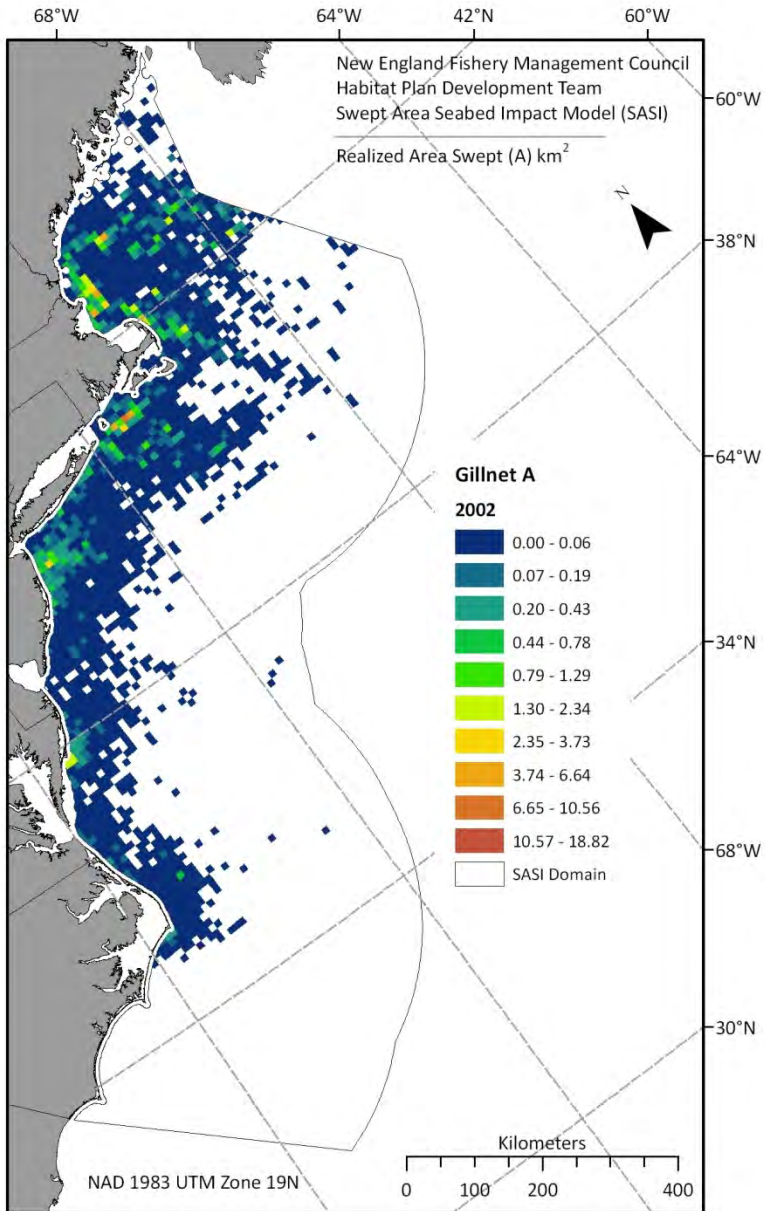 68°W
64°W
42°N
60°W
New England Fishery Management Council
Habitat Plan Development Team
Swept Area Seabed Impact Model (SASI)
Realized Area Swept (A) km²
60°W
N
38°N
64°W
Gillnet A
2002
0.00 - 0.06
0.07 - 0.19
0.20 - 0.43
0.44 - 0.78
0.79 - 1.29
1.30 - 2.34
2.35 - 3.73
3.74 - 6.64
6.65 - 10.56
10.57 - 18.82
SASI Domain
34°N
68°W
30°N
Kilometers
0 100 200 300 400
NAD 1983 UTM Zone 19N